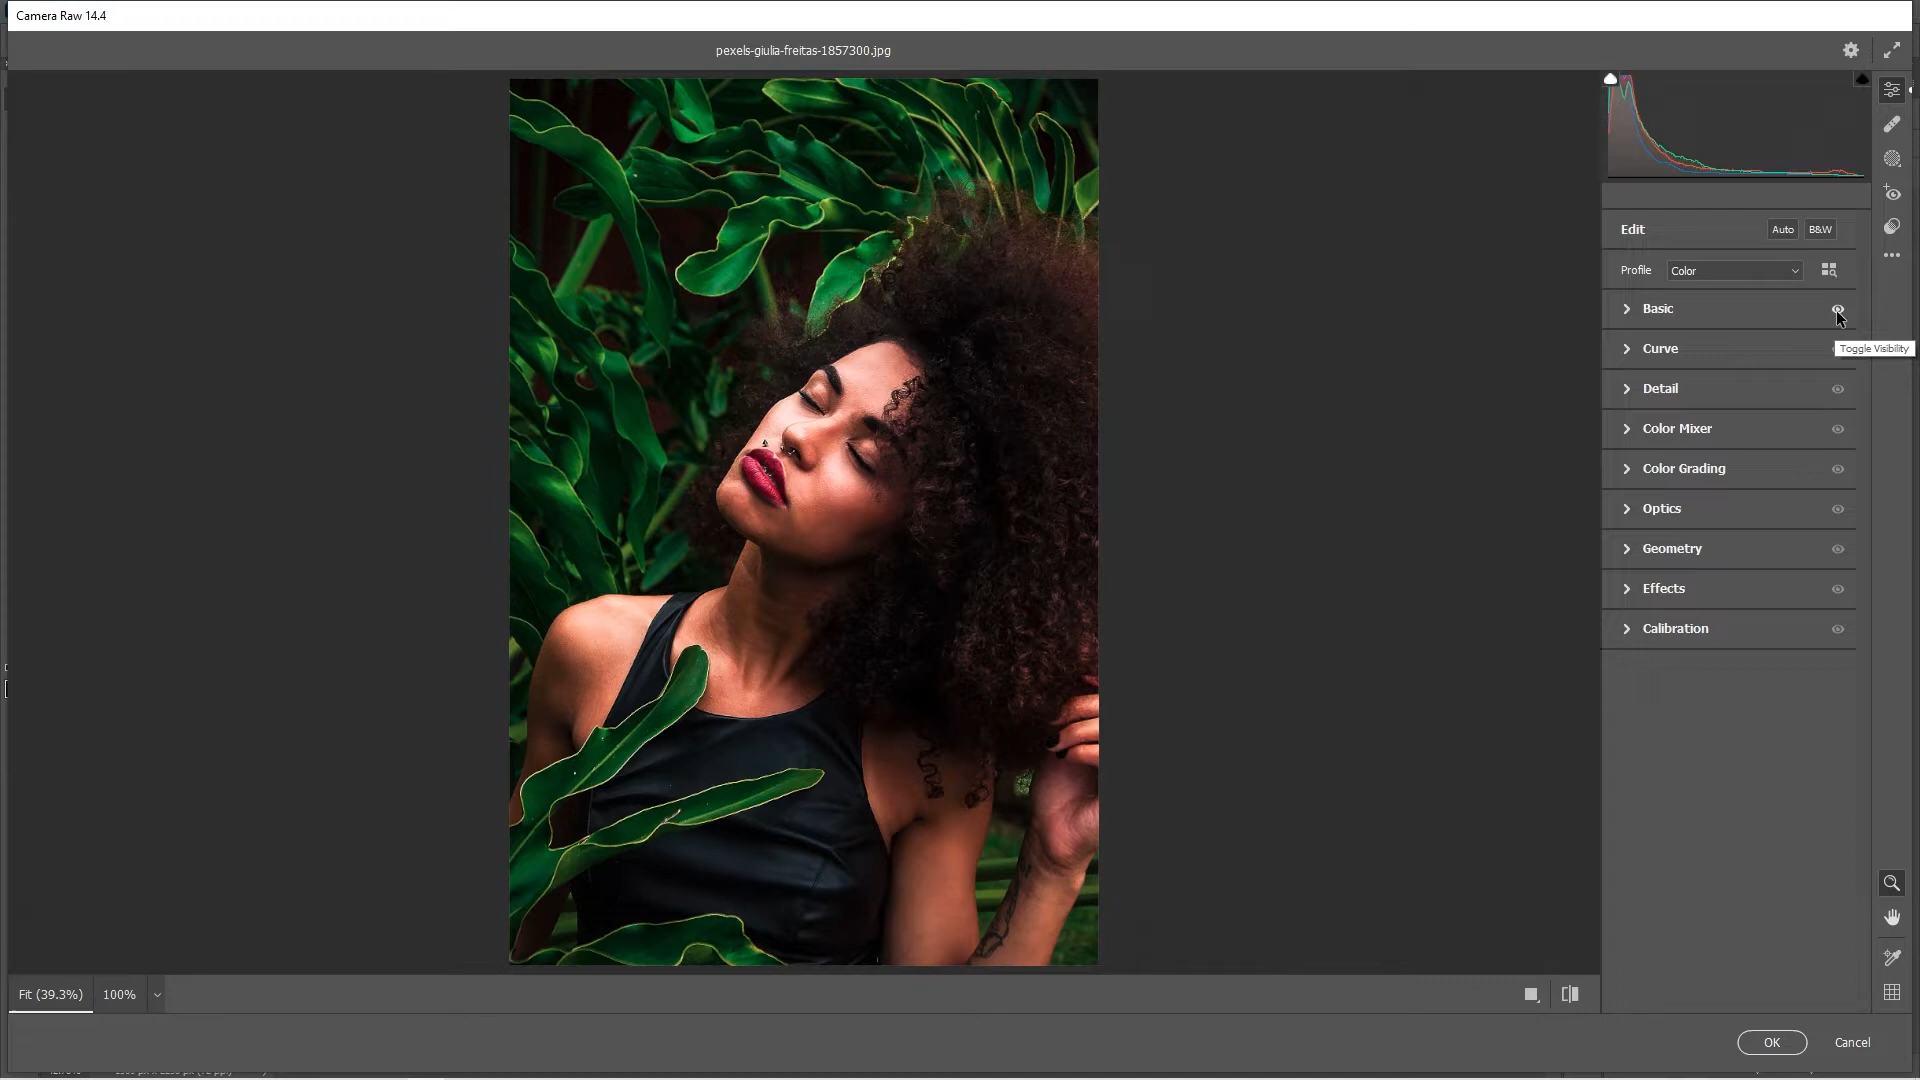 Camera Raw 14.4
pexels-giulia-freitas-1857300.jpg
Edit
Auto
B&W
Profile
Color
Basic
Toggle Visibility
Curve
Detail
Color Mixer
Color Grading
Optics
Geometry
Effects
Calibration
Fit (39.3%)
100%
OK
Cancel